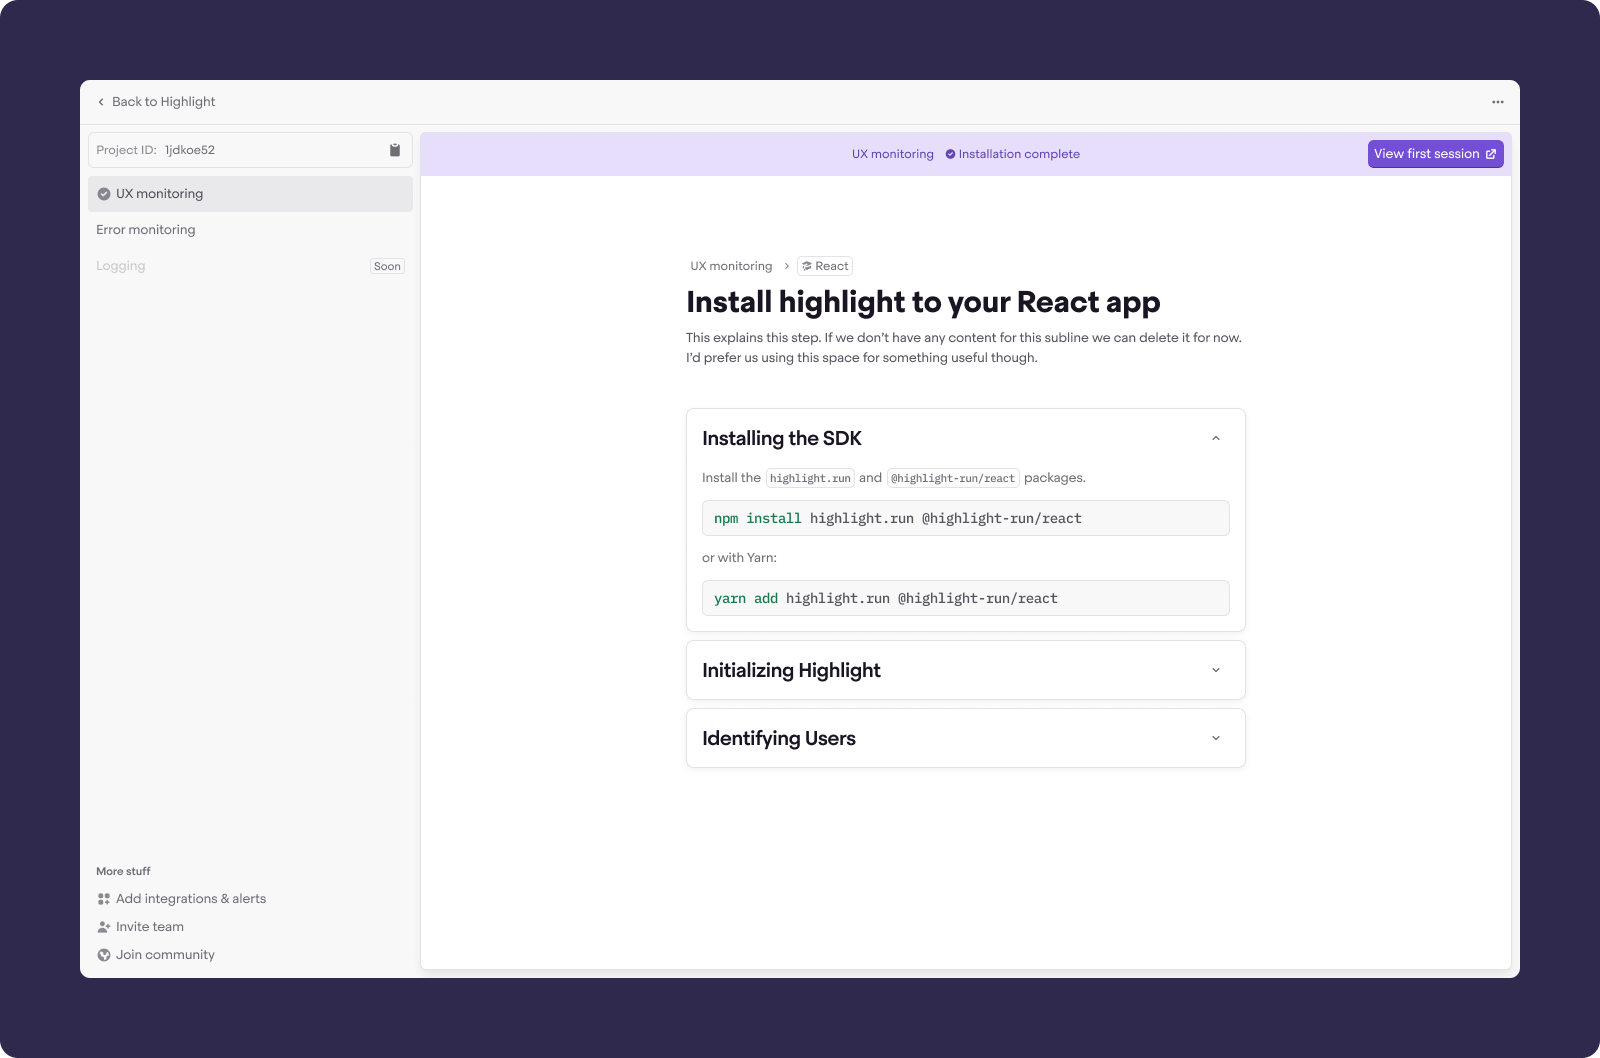 Back to Highlight
Project ID: 1jdkoe52
UX monitoring
Error monitoring
Logging Soon
More stuff
Add integrations & alerts
Invite team
Join community
UX monitoring Installation complete
View first session
UX monitoring > React
Install highlight to your React app
This explains this step. If we don’t have any content for this subline we can delete it for now.
I’d prefer us using this space for something useful though.
Installing the SDK
Install the highlight.run and @highlight-run/react packages.
npm install highlight.run @highlight-run/react
or with Yarn:
yarn add highlight.run @highlight-run/react
Initializing Highlight
Identifying Users